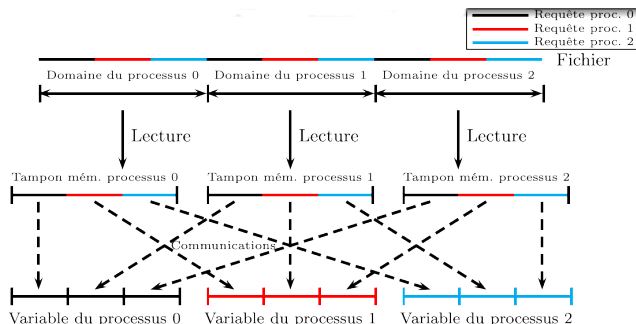 Requête proc. 0
Requête proc. 1
Requête proc. 2
Fichier
Domaine du processus 0
Domaine du processus 1
Domaine du processus 2
Lecture
Lecture
Lecture
Tampon mém. processus 0
Tampon mém. processus 1
Tampon mém. processus 2
Communications
Variable du processus 0
Variable du processus 1
Variable du processus 2